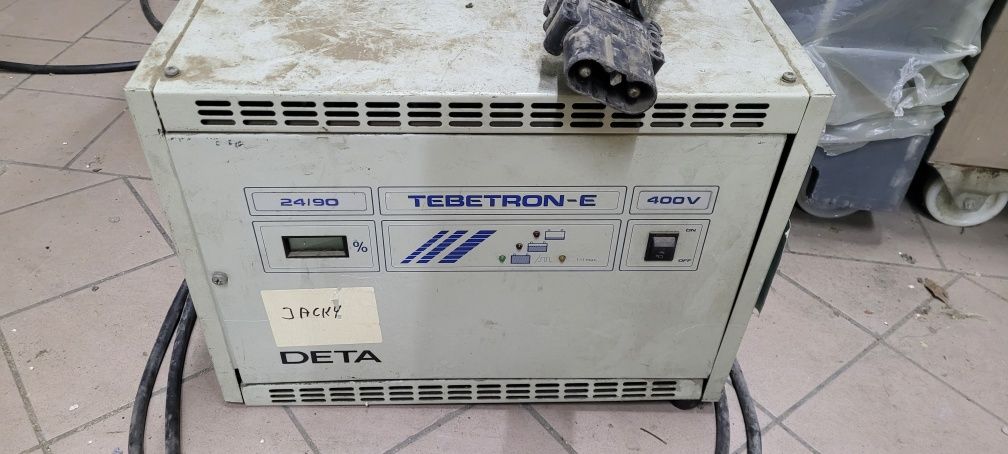 24/90 TEBETRON-E 400V
%
ON
OFF
JACKY
DETA